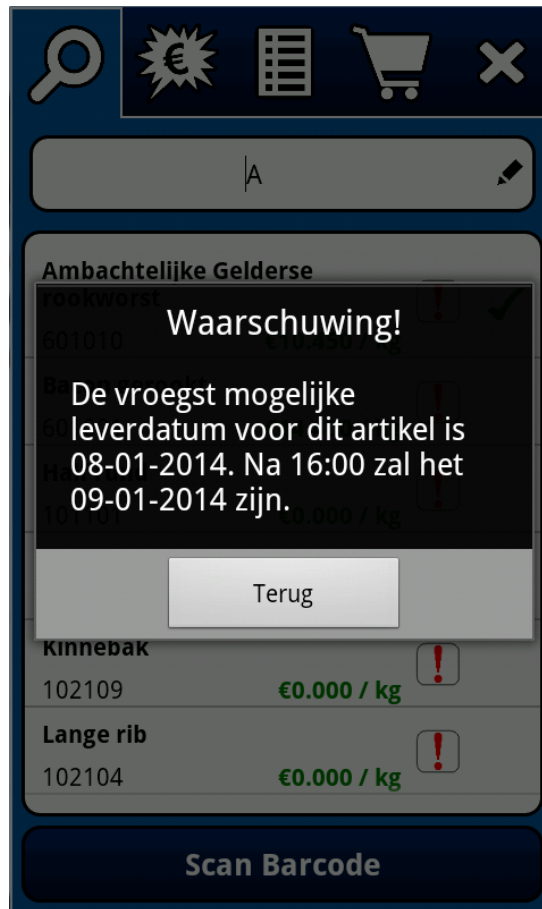 €
A
Ambachtelijke Gelderse
rookworst
601010 €10.450 / kg
Waarschuwing!
De vroegst mogelijke
leverdatum voor dit artikel is
08-01-2014. Na 16:00 zal het
09-01-2014 zijn.
101101 €0.000 / kg
Terug
Kinnebak
102109 €0.000 / kg
Lange rib
102104 €0.000 / kg
Scan Barcode